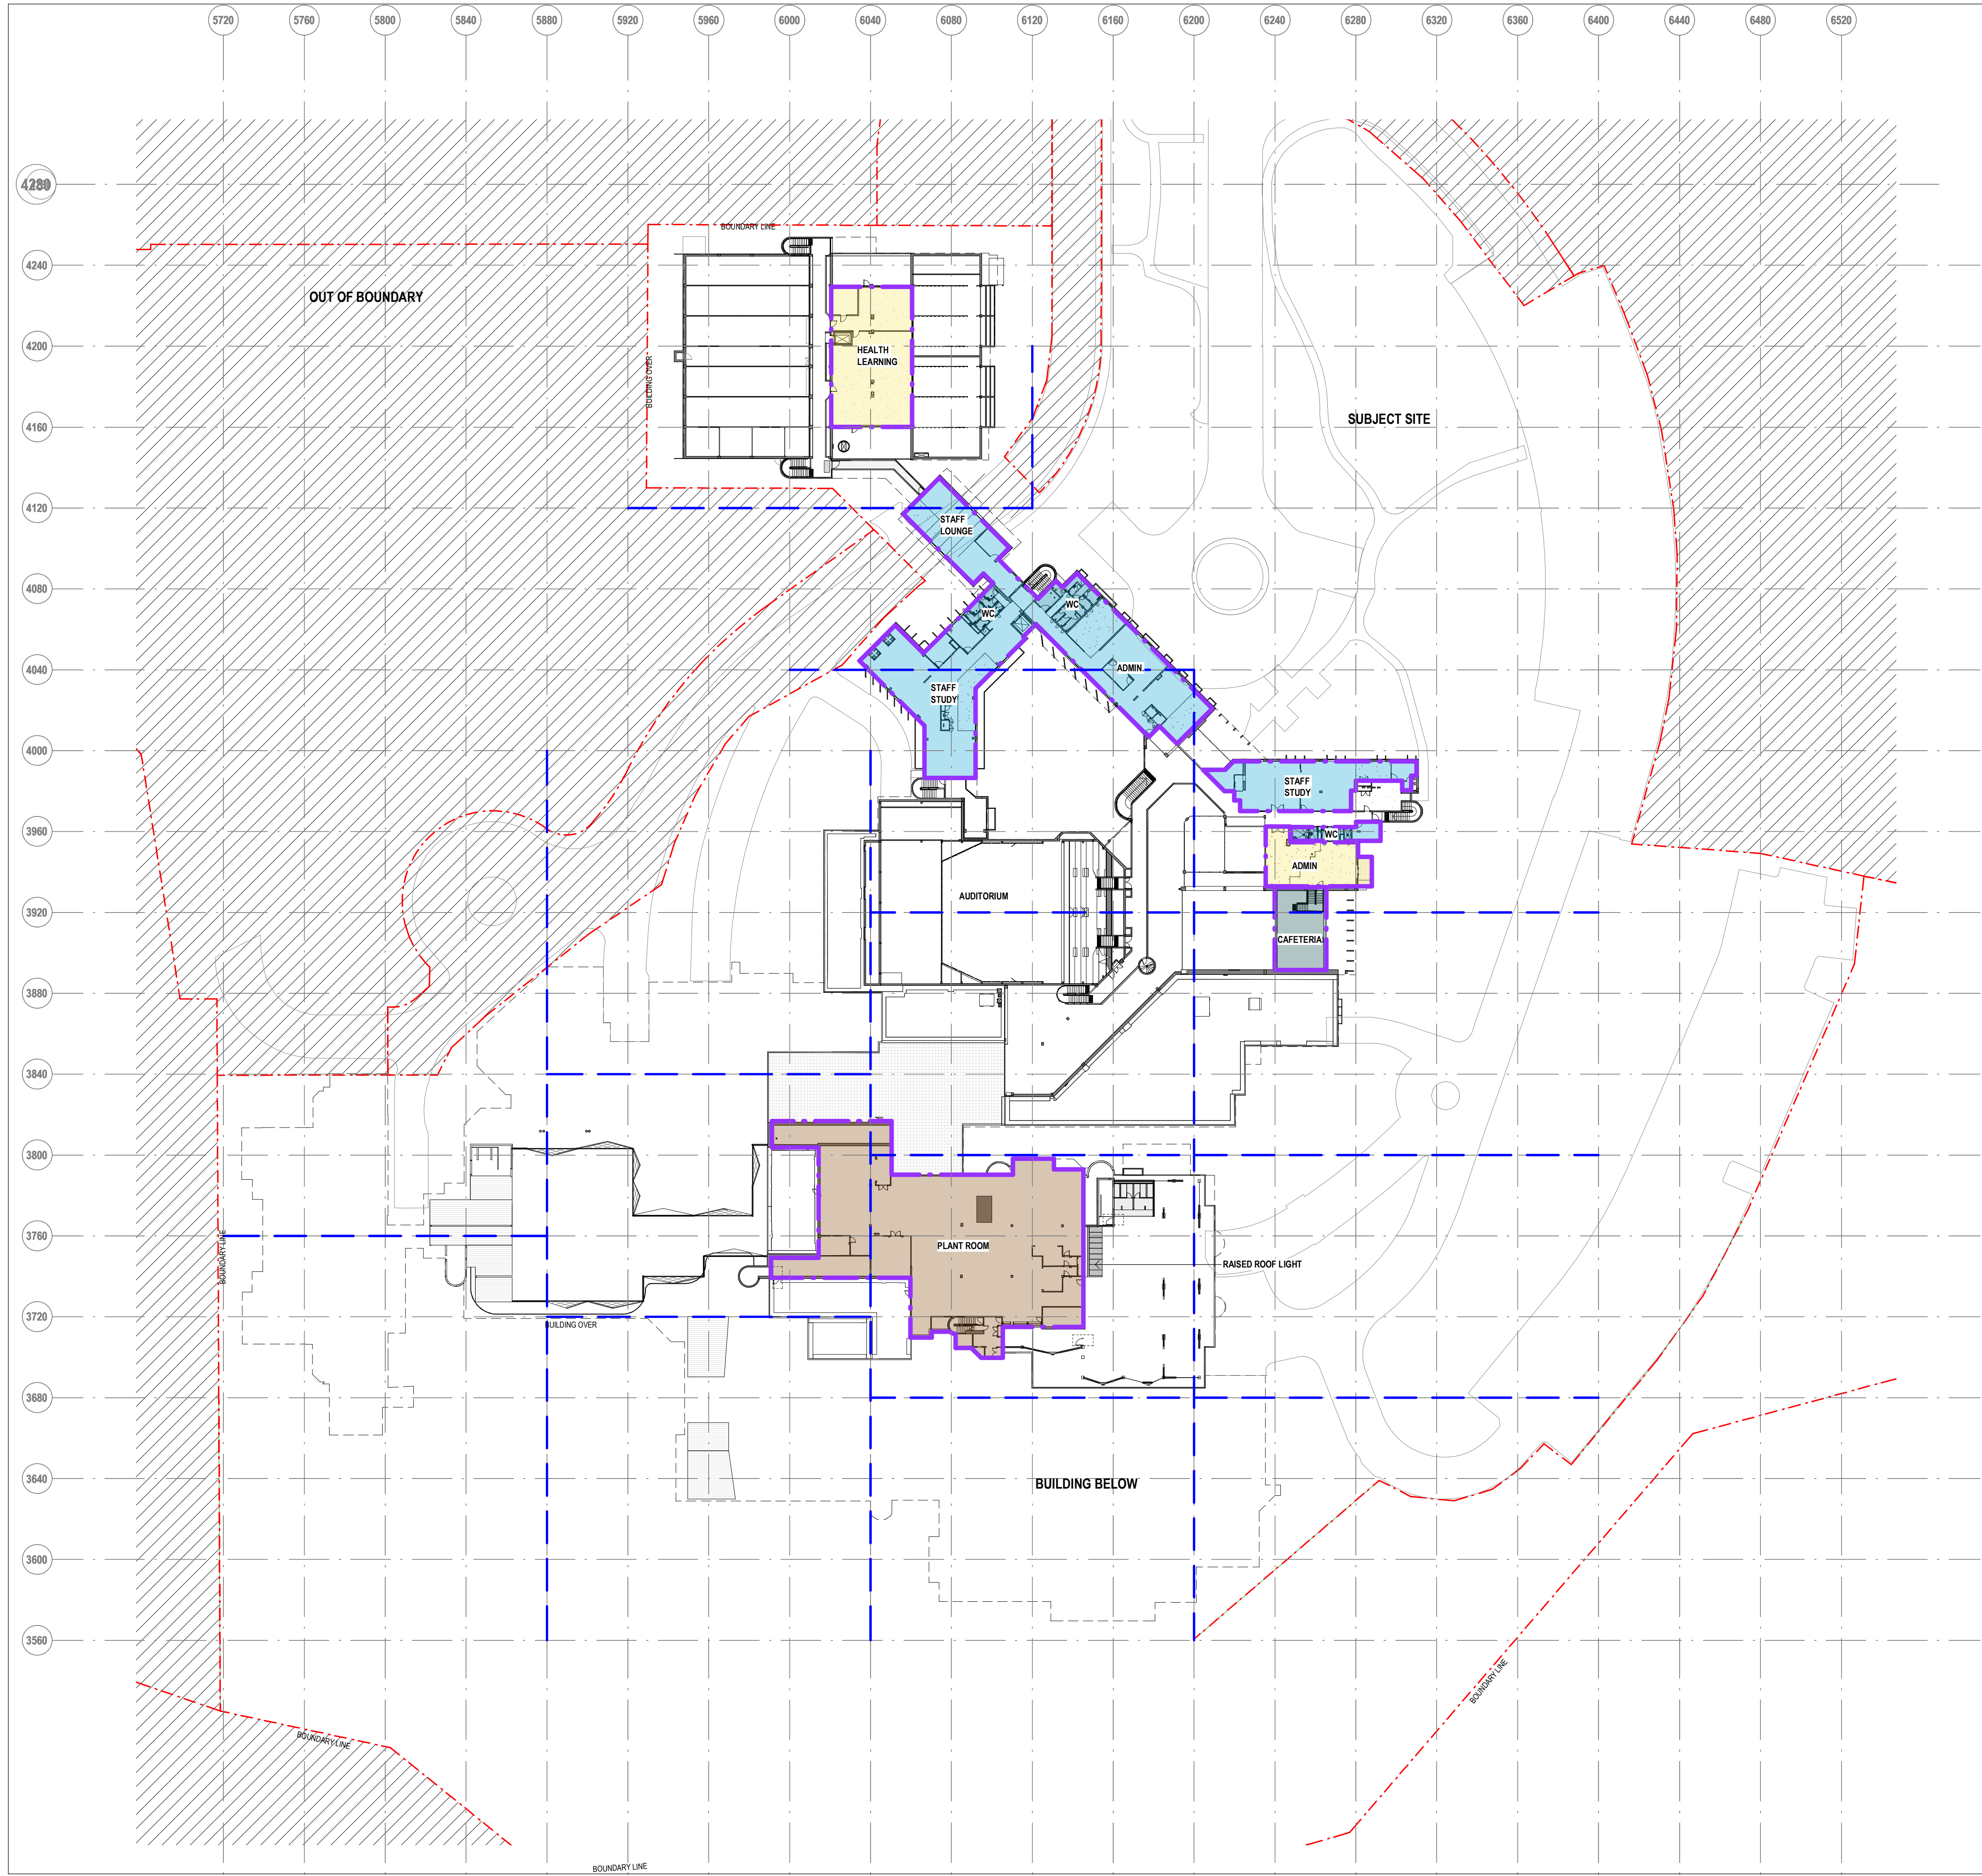 5720 5760 5800 5840 5880 5920 5960 6000 6040 6080 6120 6160 6200 6240 6280 6320 6360 6400 6440 6480 6520
BOUNDARY LINE
4240
OUT OF BOUNDARY
4200
HEALTH
LEARNING
BUILDING OVER
4160
SUBJECT SITE
4120
STAFF
LOUNGE
4080
WC
WC
4040
ADMIN.
STAFF
STUDY
4000
STAFF
STUDY
3960
WC
ADMIN
AUDITORIUM
3920
CAFETERIA
3880
3840
3800
3760
BOUNDARY LINE
PLANT ROOM
RAISED ROOF LIGHT
3720
BUILDING OVER
3680
3640
BUILDING BELOW
3600
3560
BOUNDARY LINE
BOUNDARY LINE
BOUNDARY LINE